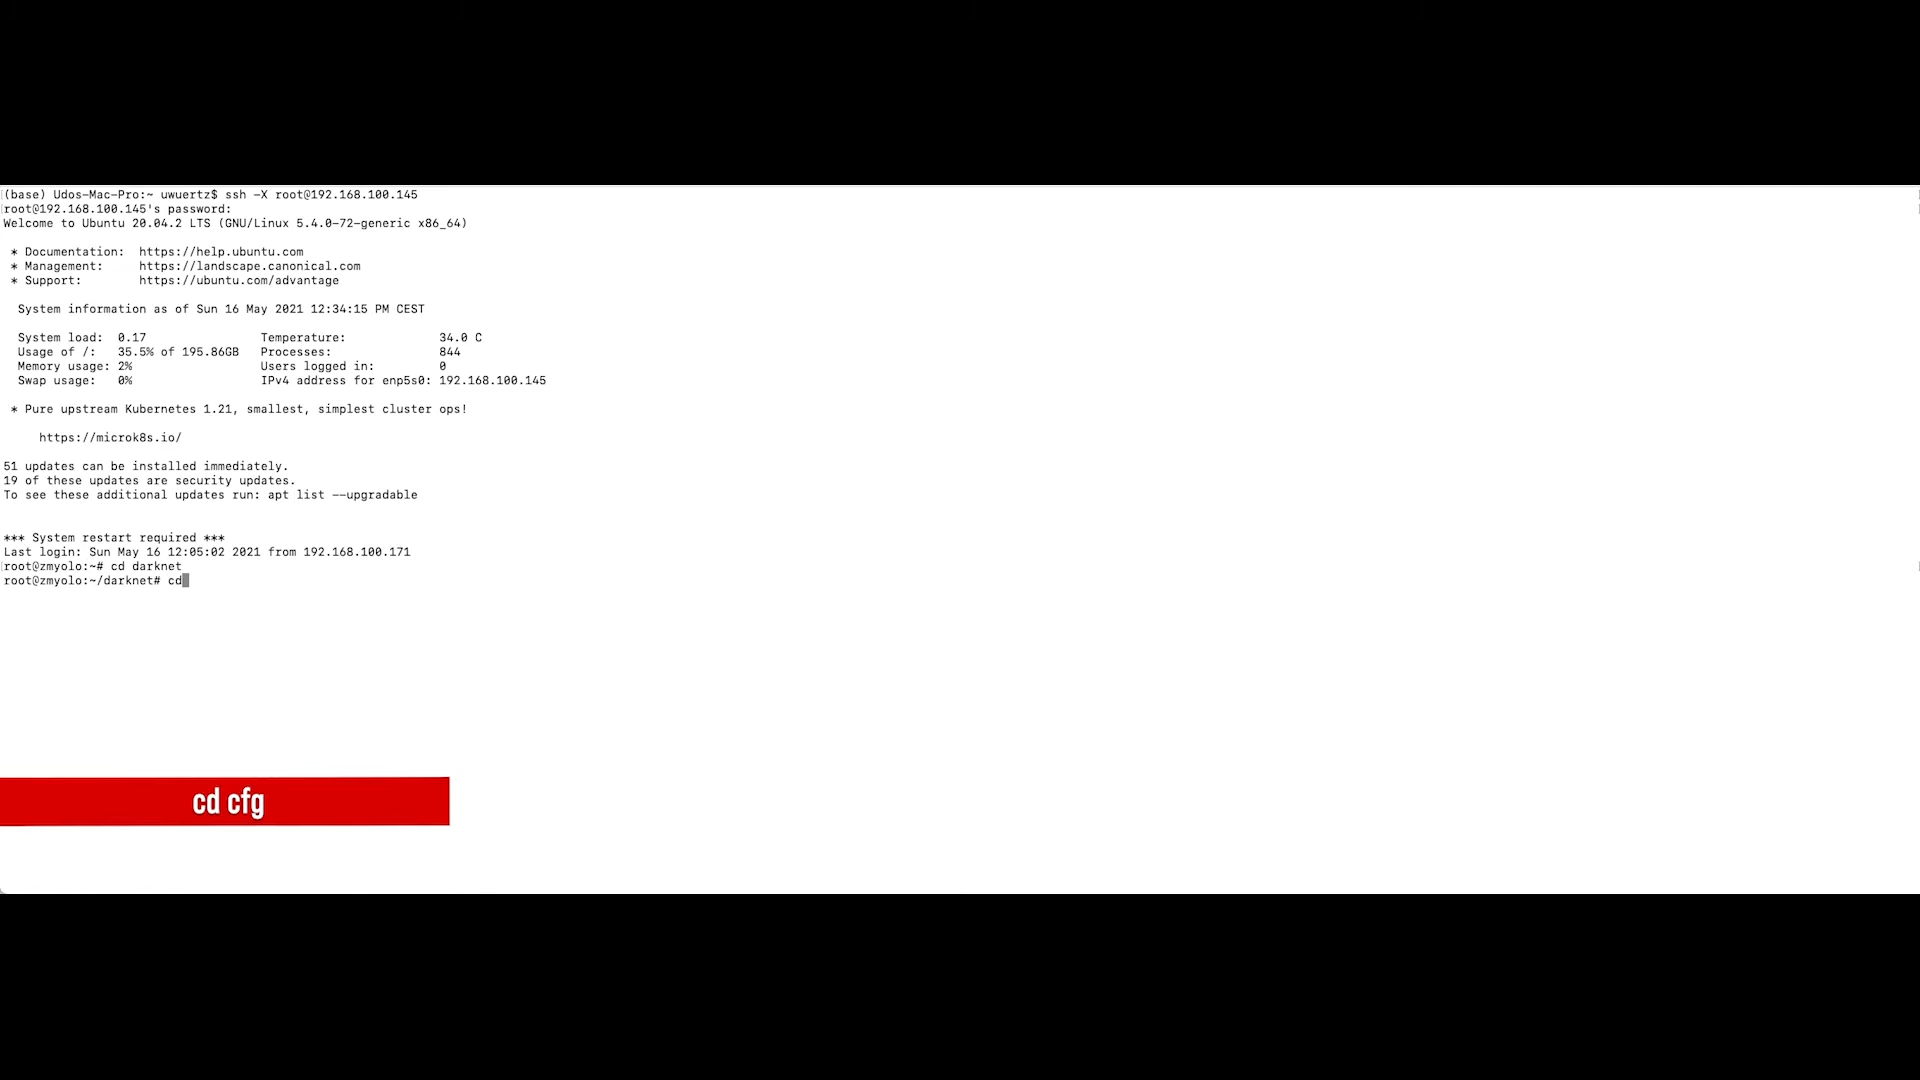 (base) Udos-Mac-Pro:~ uwuertz$ ssh -X root@192.168.100.145
root@192.168.100.145's password:
Welcome to Ubuntu 20.04.2 LTS (GNU/Linux 5.4.0-72-generic x86_64)
* Documentation:  https://help.ubuntu.com
* Management:     https://landscape.canonical.com
* Support:        https://ubuntu.com/advantage
System information as of Sun 16 May 2021 12:34:15 PM CEST
System load:  0.17                Temperature:             34.0 C
Usage of /:   35.5% of 195.86GB   Processes:               844
Memory usage: 2%                  Users logged in:         0
Swap usage:   0%                  IPv4 address for enp5s0: 192.168.100.145
* Pure upstream Kubernetes 1.21, smallest, simplest cluster ops!
https://microk8s.io/
51 updates can be installed immediately.
19 of these updates are security updates.
To see these additional updates run: apt list --upgradable
*** System restart required ***
Last login: Sun May 16 12:05:02 2021 from 192.168.100.171
root@zmyolo:~# cd darknet
root@zmyolo:~/darknet# cd
cd cfg